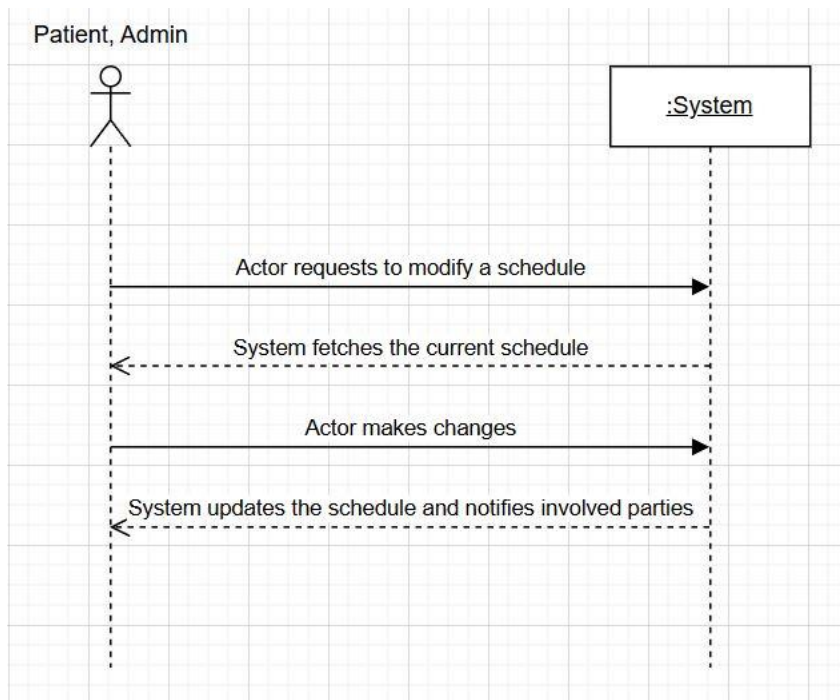 Patient, Admin
:System
Actor requests to modify a schedule
System fetches the current schedule
Actor makes changes
System updates the schedule and notifies involved parties